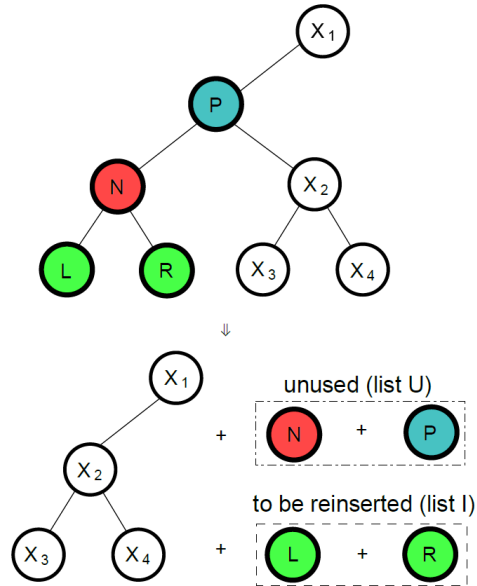 X1
P
N
X2
L
R
X3
X4
⇓
X1
unused (list U)
+
N
+
P
X2
to be reinserted (list I)
X3
X4
+
L
+
R